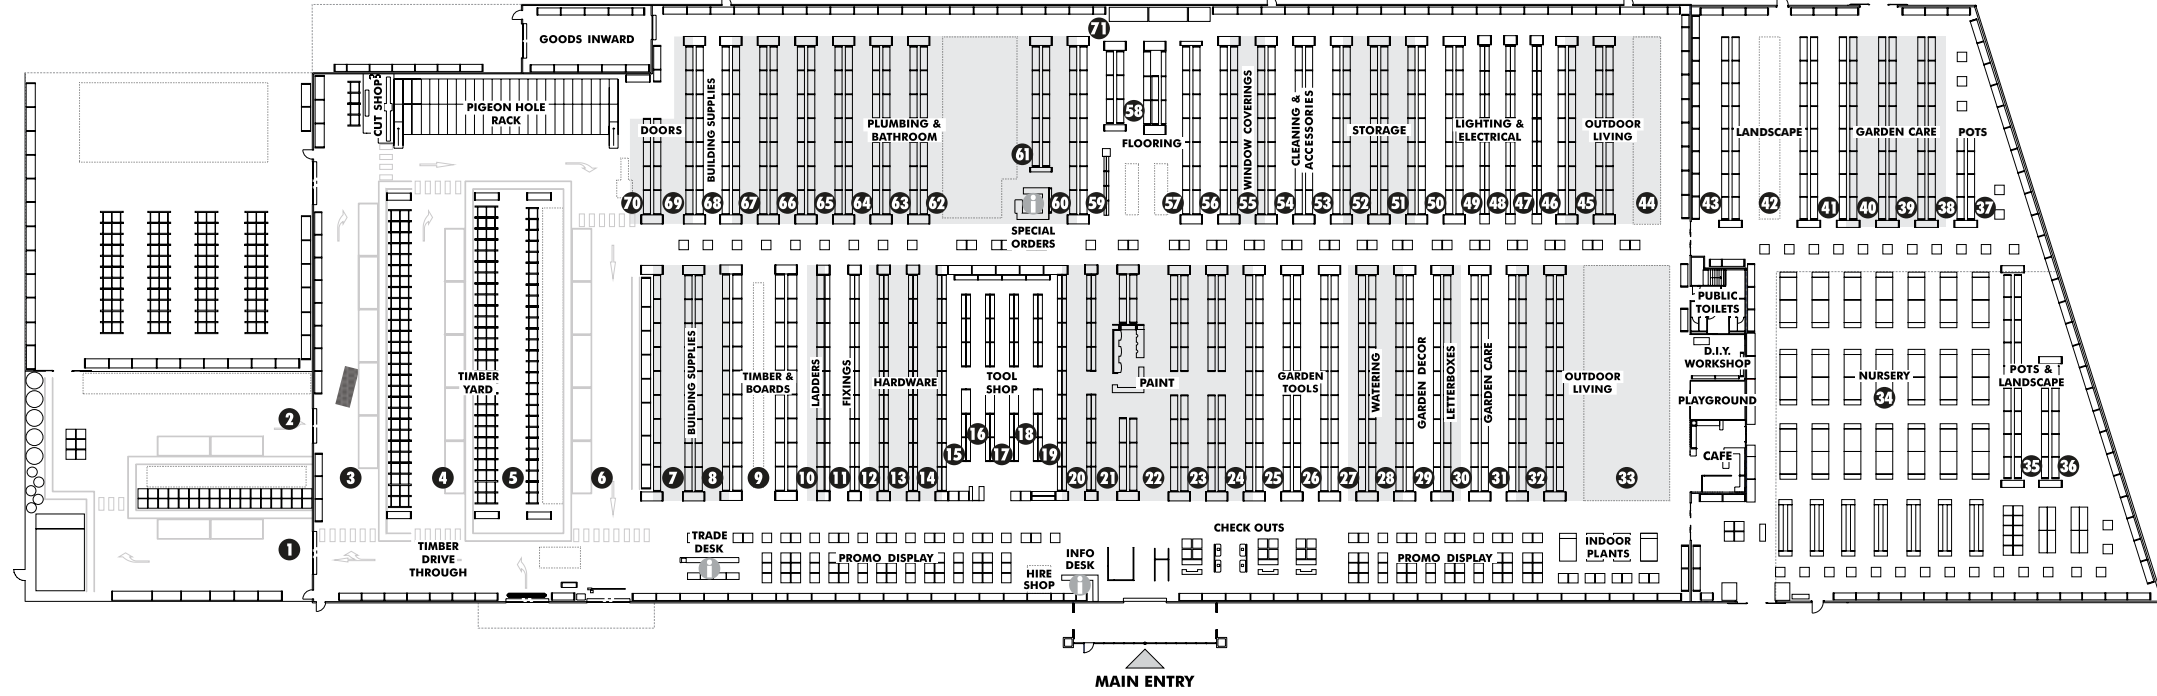 71
GOODS INWARD
CUT SHOP
PIGEON HOLE
RACK
DOORS
BUILDING SUPPLIES
PLUMBING &
BATHROOM
58
FLOORING
61
WINDOW COVERINGS
CLEANING &
ACCESSORIES
STORAGE
LIGHTING &
ELECTRICAL
OUTDOOR
LIVING
LANDSCAPE
GARDEN CARE
POTS
70
69
68
67
66
65
64
63
62
i
60
59
57
56
55
54
53
52
51
50
49
48
47
46
45
44
43
42
41
40
39
38
37
SPECIAL
ORDERS
PUBLIC
TOILETS
D.I.Y.
WORKSHOP
PLAYGROUND
CAFE
TIMBER
YARD
BUILDING SUPPLIES
TIMBER &
BOARDS
LADDERS
FIXINGS
HARDWARE
TOOL
SHOP
PAINT
GARDEN
TOOLS
WATERING
GARDEN DECOR
LETTERBOXES
GARDEN CARE
OUTDOOR
LIVING
NURSERY
34
POTS &
LANDSCAPE
2
15
16
17
18
19
35
36
3
4
5
6
7
8
9
10
11
12
13
14
20
21
22
23
24
25
26
27
28
29
30
31
32
33
1
TIMBER
DRIVE
THROUGH
TRADE
DESK
i
PROMO DISPLAY
HIRE
SHOP
INFO
DESK
i
CHECK OUTS
PROMO DISPLAY
INDOOR
PLANTS
MAIN ENTRY